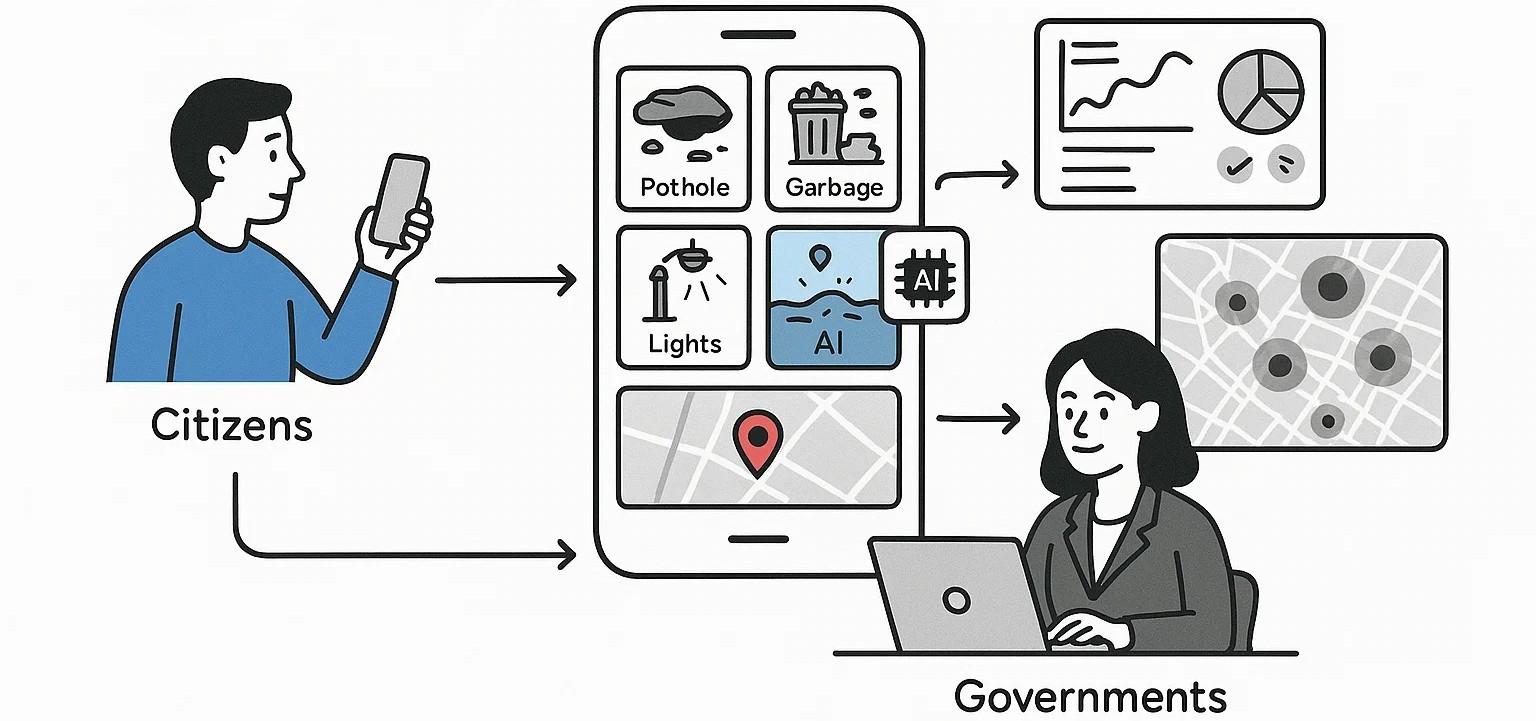 Pothole
Garbage
Lights
AI
AI
Citizens
Governments